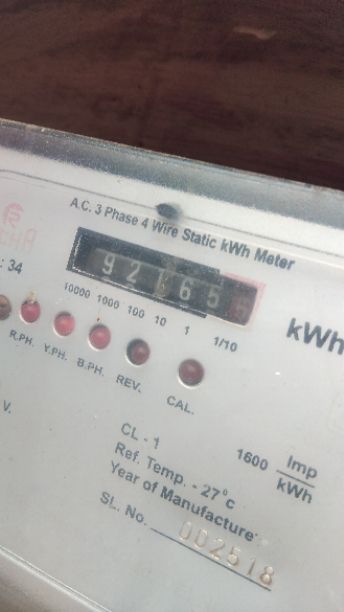 A.C. 3 Phase 4 Wire Static kWh Meter
: 34
10000 1000 100 10 1 1/10
kWh
R.PH. Y.PH. B.PH. REV. CAL.
V.
CL - 1
1600 Imp
kWh
Ref. Temp. - 27°c
Year of Manufacture
SL. No. 002518